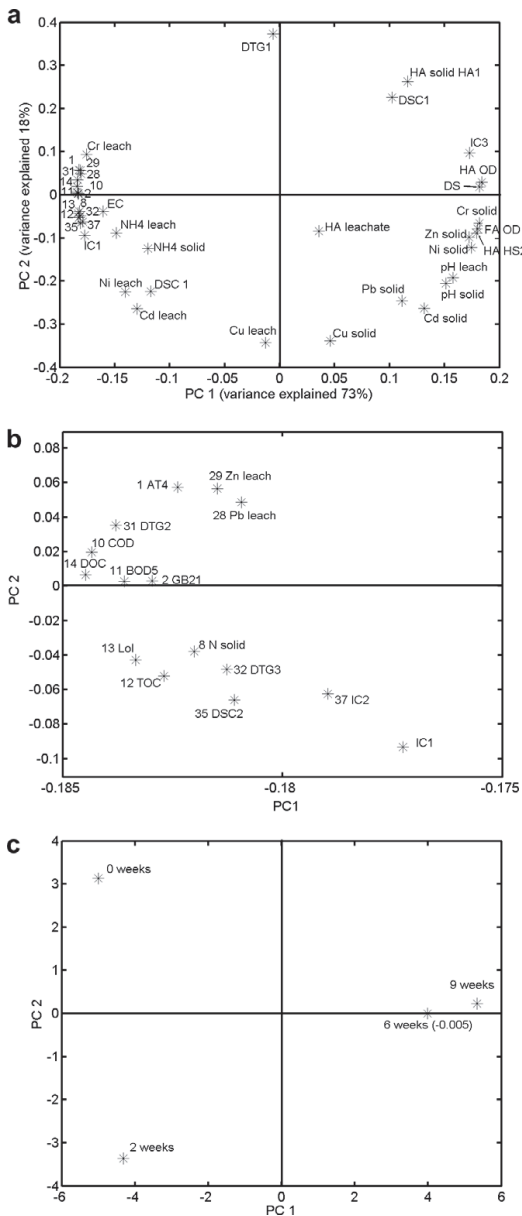 a
0.4
0.3
0.2
0.1
0
-0.1
-0.2
-0.3
-0.4
PC 2 (variance explained 18%)
DTG1
HA solid HA1
DSC1
Cr leach
IC3
1
29
31
28
HA OD
14
10
DS
11
2
13
8
EC
Cr solid
12
32
NH4 leach
HA leachate
Zn solid
FA OD
35
37
Ni solid
HA HS2
IC1
NH4 solid
pH leach
Ni leach
DSC 1
Pb solid
pH solid
Cd leach
Cd solid
Cu leach
Cu solid
-0.2
-0.15
-0.1
-0.05
0
0.05
0.1
0.15
0.2
PC 1 (variance explained 73%)
b
0.08
0.06
0.04
0.02
0
-0.02
-0.04
-0.06
-0.08
-0.1
PC 2
29 Zn leach
1 AT4
28 Pb leach
31 DTG2
10 COD
14 DOC
11 BOD5
2 GB21
13 LoI
8 N solid
12 TOC
32 DTG3
35 DSC2
37 IC2
IC1
-0.185
-0.18
-0.175
PC1
c
4
3
2
1
0
-1
-2
-3
-4
PC 2
0 weeks
9 weeks
6 weeks (-0.005)
2 weeks
-6
-4
-2
0
2
4
6
PC 1